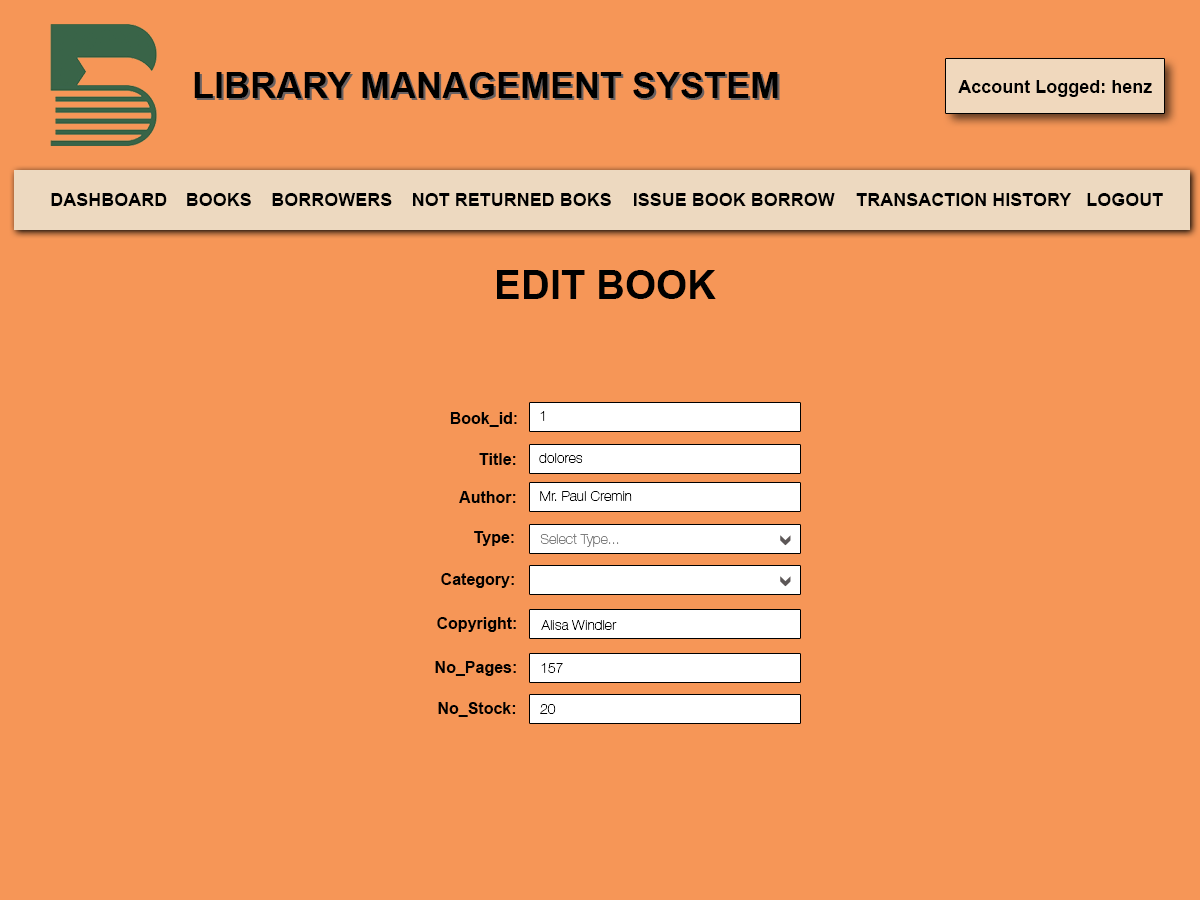 LIBRARY MANAGEMENT SYSTEM
Account Logged: henz
DASHBOARD BOOKS BORROWERS NOT RETURNED BOKS ISSUE BOOK BORROW TRANSACTION HISTORY LOGOUT
EDIT BOOK
Book_id: 1
Title: dolores
Author: Mr. Paul Cremin
Type: Select Type...
Category:
Copyright: Alisa Windler
No_Pages: 157
No_Stock: 20